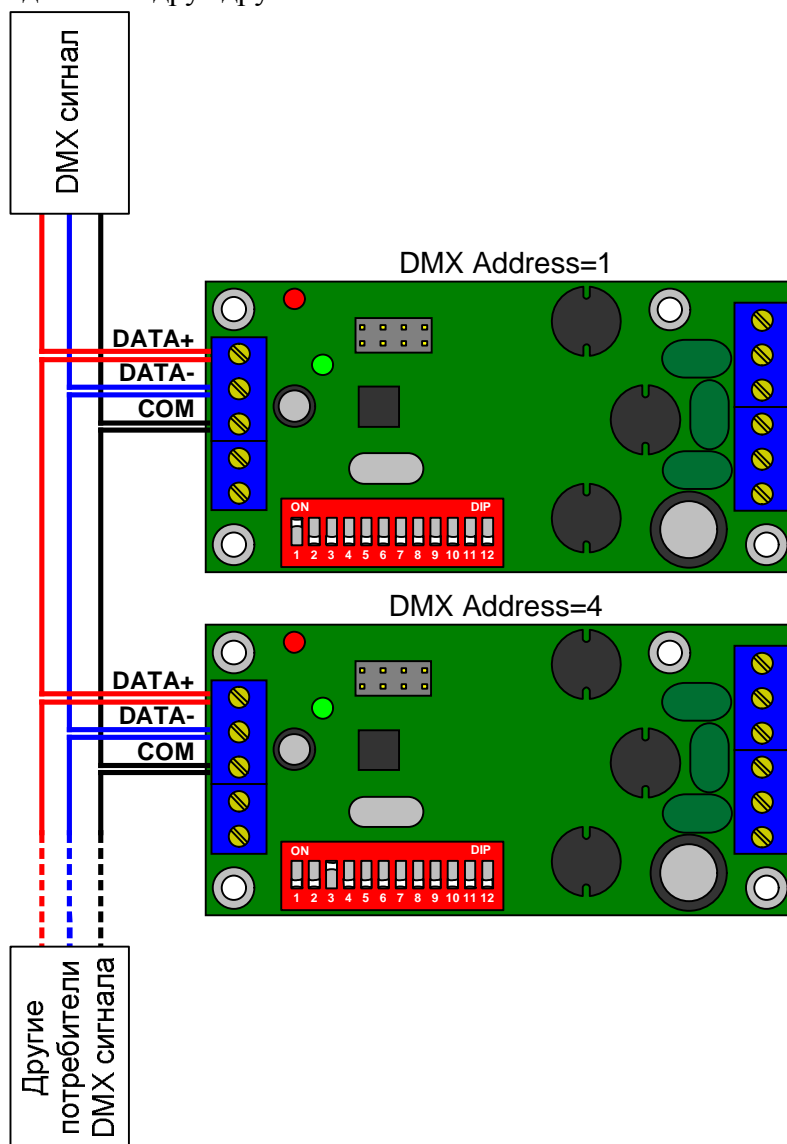 DMX сигнал
DMX Address=1
DATA+
DATA-
COM
ON DIP
1 2 3 4 5 6 7 8 9 10 11 12
DMX Address=4
DATA+
DATA-
COM
ON DIP
1 2 3 4 5 6 7 8 9 10 11 12
Другие
потребители
DMX сигнала